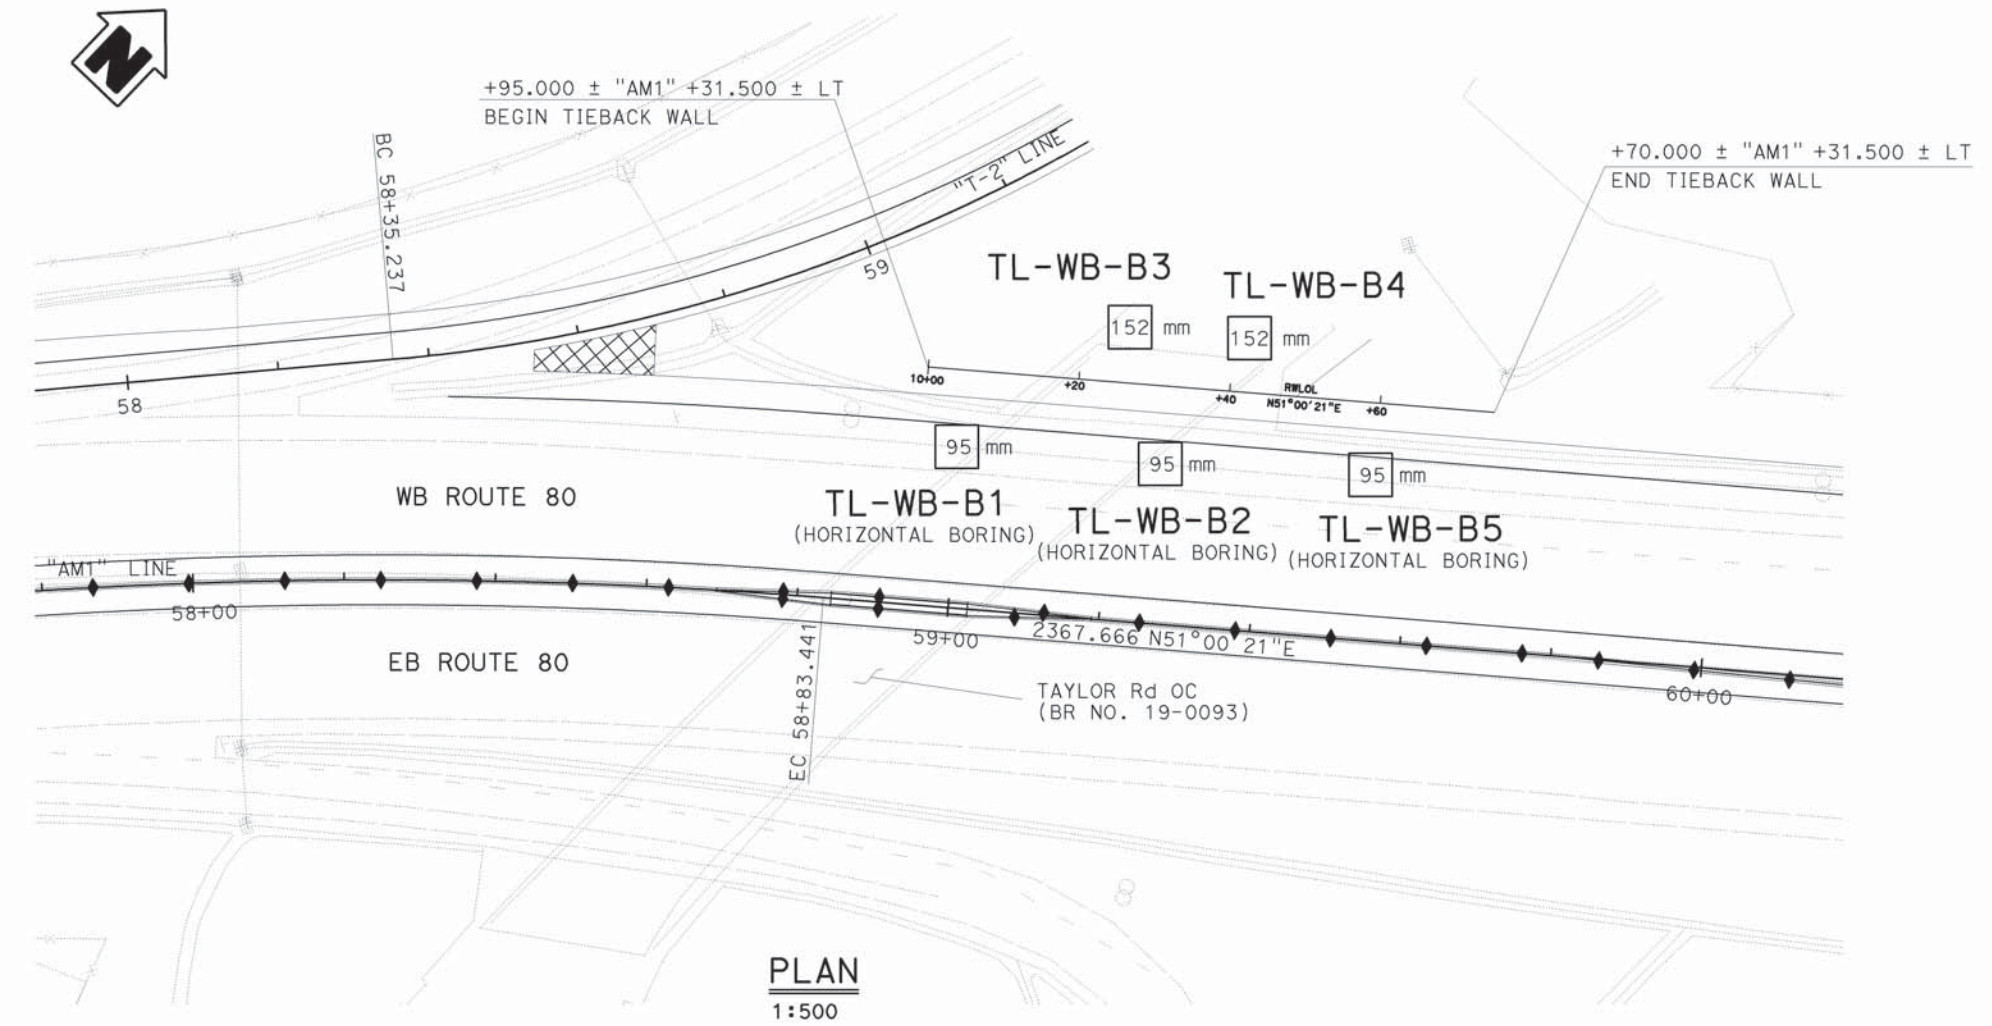 N
+95.000 ± "AM1" +31.500 ± LT
BEGIN TIEBACK WALL
BC 58+35.237
"T-2" LINE
+70.000 ± "AM1" +31.500 ± LT
END TIEBACK WALL
59
TL-WB-B3
TL-WB-B4
152 mm
152 mm
58
10+00
+20
+40
RWLOL
N51°00'21"E
+60
95 mm
95 mm
95 mm
WB ROUTE 80
TL-WB-B1
(HORIZONTAL BORING)
TL-WB-B2
(HORIZONTAL BORING)
TL-WB-B5
(HORIZONTAL BORING)
"AM1" LINE
58+00
59+00
2367.666 N51°00'21"E
EB ROUTE 80
EC 58+83.441
TAYLOR Rd OC
(BR NO. 19-0093)
60+00
PLAN
1:500